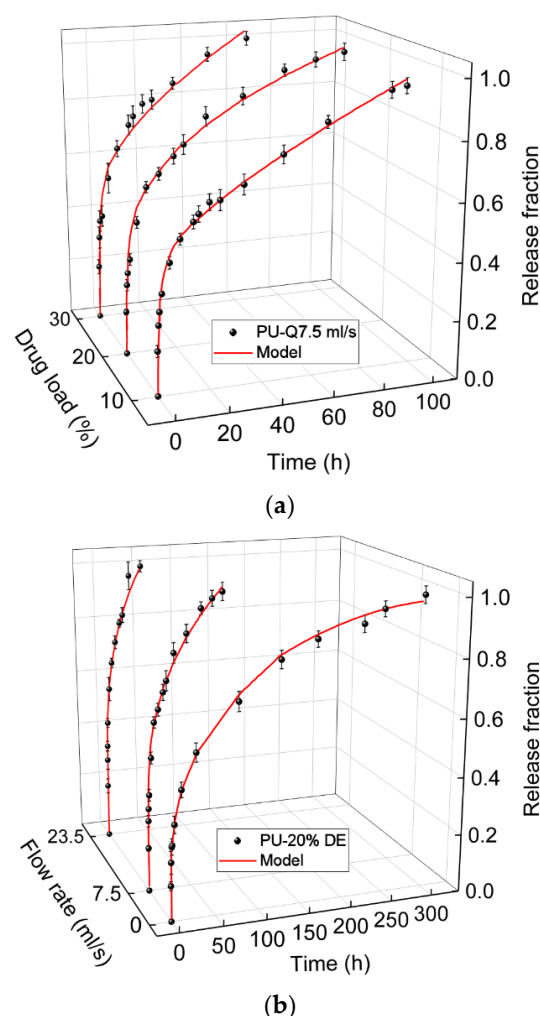 1.0
0.8
0.6
0.4
0.2
0.0
Release fraction
30
20
10
Drug load (%)
PU-Q7.5 ml/s
Model
0 20 40 60 80 100
Time (h)
(a)
1.0
0.8
0.6
0.4
0.2
0.0
Release fraction
23.5
7.5
0
Flow rate (ml/s)
PU-20% DE
Model
0 50 100 150 200 250 300
Time (h)
(b)